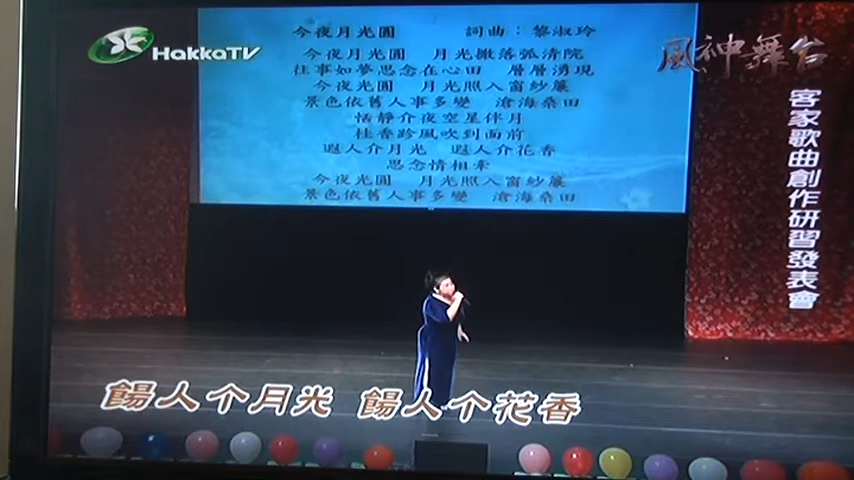 HakkaTV
今夜月光圓 詞曲:黎淑玲
今夜月光圓 月光撒落弧清院
往事如夢思念在心田 層層湧現
今夜光圓 月光照入窗紗簾
景色依舊人事多變 滄海桑田
恬靜介夜空星伴月
桂香跈風吹到面前
遐人介月光 遐人介花香
思念情相牽
今夜光圓 月光照入窗紗簾
景色依舊人事多變 滄海桑田
風神舞台
客家歌曲創作研習發表會
餳人个月光 餳人个花香